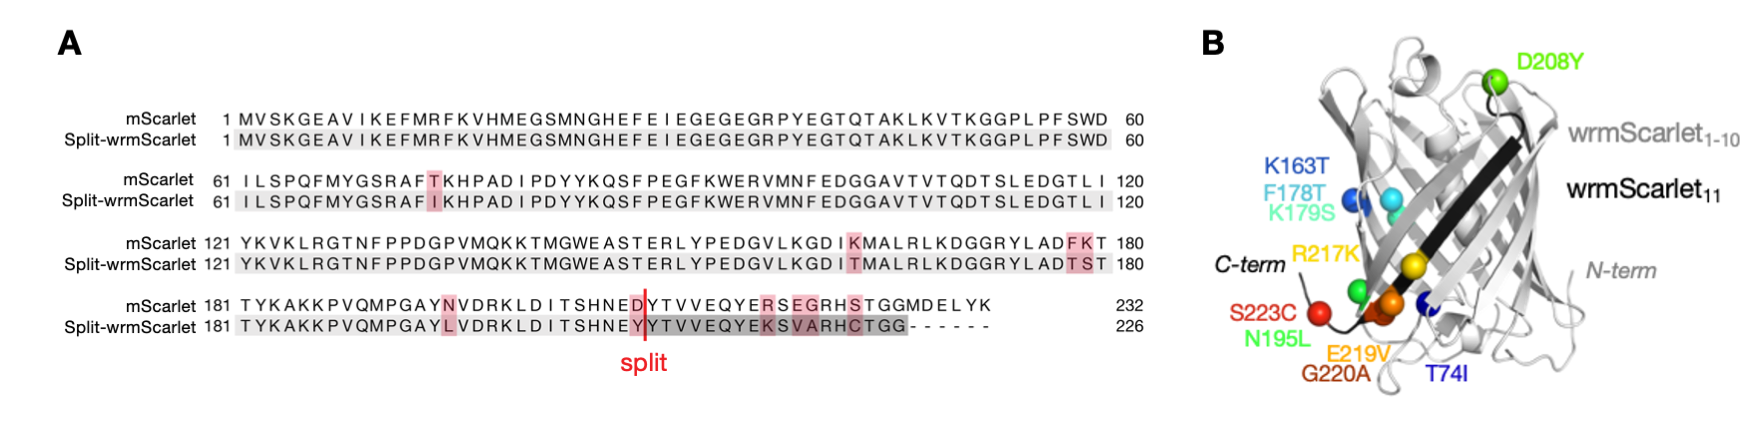 A
mScarlet 1 MVSKGEAVIKEFMRFKVHMEGSMNGHEFEIEGEGEGRPYEGTQTAKLKVTKGGPLPFSWD 60
Split-wrmScarlet 1 MVSKGEAVIKEFMRFKVHMEGSMNGHEFEIEGEGEGRPYEGTQTAKLKVTKGGPLPFSWD 60
mScarlet 61 ILSPQFMYGSRAFTKHPADIPDYYKQSFPEGFKWERVMNFEDGGAVTVTQDTSLEDGTLI 120
Split-wrmScarlet 61 ILSPQFMYGSRAFIKHPADIPDYYKQSFPEGFKWERVMNFEDGGAVTVTQDTSLEDGTLI 120
mScarlet 121 YKVKLRGTNFPPDGPVMQKKTMGWEASTERLYPEDGVLKGDIKMALRLKDGGRYLADFKT 180
Split-wrmScarlet 121 YKVKLRGTNFPPDGPVMQKKTMGWEASTERLYPEDGVLKGDITMALRLKDGGRYLADTST 180
mScarlet 181 TYKAKKPVQMPGAYNVDRKLDITSHNEDYTVVEQYERSEGRHSTGGMDELYK 232
Split-wrmScarlet 181 TYKAKKPVQMPGAYLVDRKLDITSHNEYYTVVEQYEKSVARHCTGG------ 226
split
B
D208Y
wrmScarlet1-10
K163T
F178T
wrmScarlet11
K179S
R217K
C-term
N-term
S223C
N195L
E219V
G220A
T74I